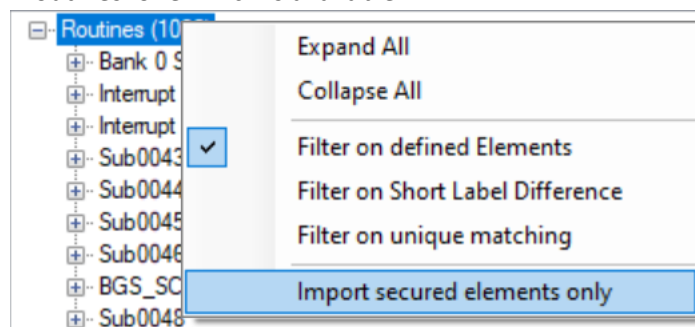 Routines (10
Bank 0 S
Interrupt
Interrupt
Sub0043
Sub0044
Sub0045
Sub0046
BGS_SC
Sub0048
Expand All
Collapse All
Filter on defined Elements
Filter on Short Label Difference
Filter on unique matching
Import secured elements only